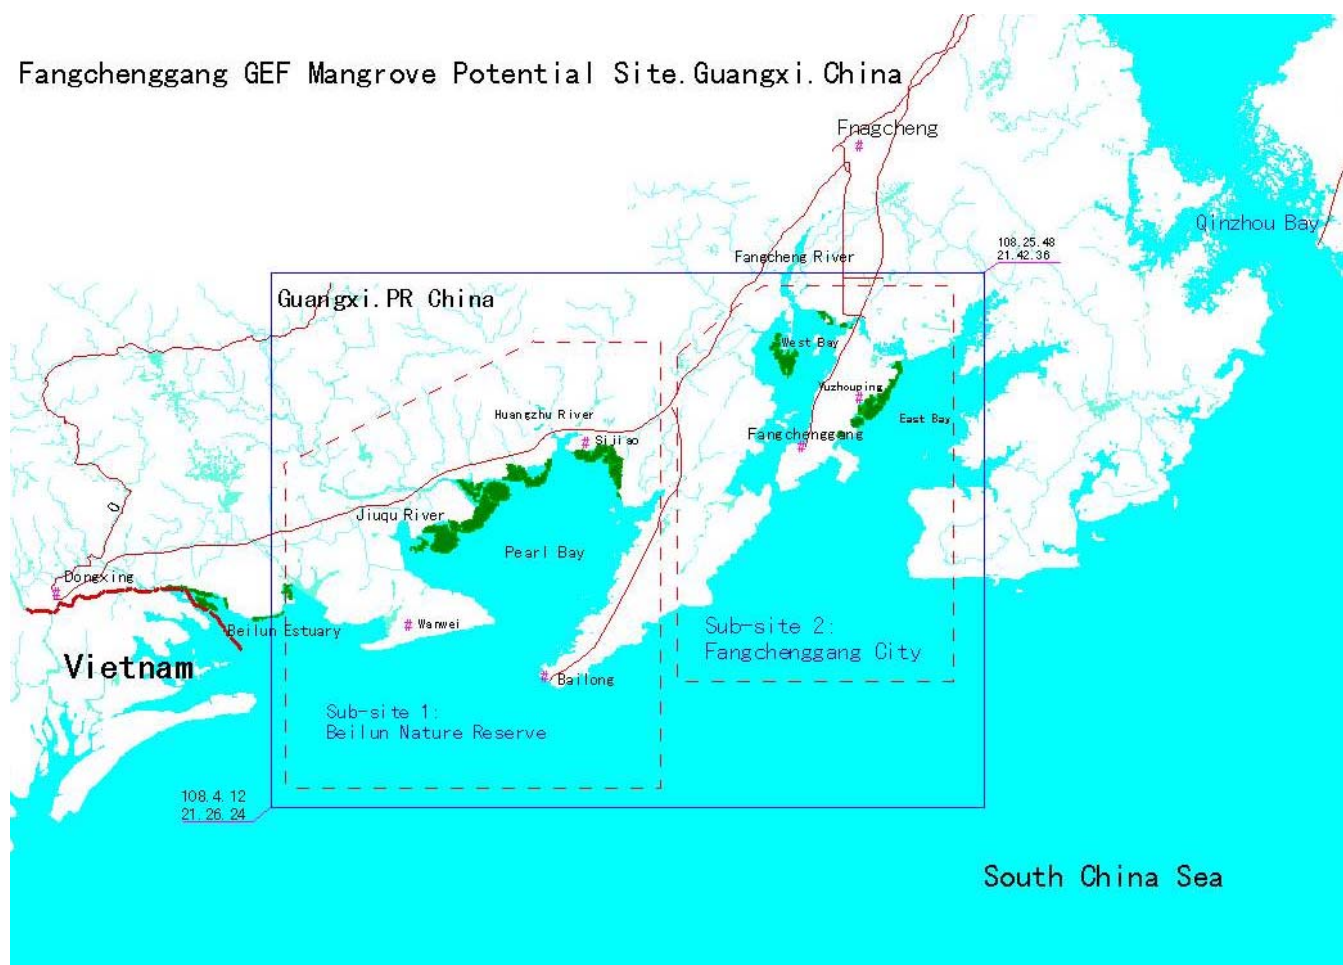 Fangchenggang GEF Mangrove Potential Site.Guangxi.China
Fnagcheng
Qinzhou Bay
108.25.48
21.42.36
Fangcheng River
Guangxi.PR China
West Bay
Yuzhouping
Huangzhu River
East Bay
Fangchenggang
Sijiao
Jiuqu River
Pearl Bay
Dongxing
Beilun Estuary
Wanwei
Sub-site 2:
Fangchenggang City
Vietnam
Bailong
Sub-site 1:
Beilun Nature Reserve
108.4.12
21.26.24
South China Sea